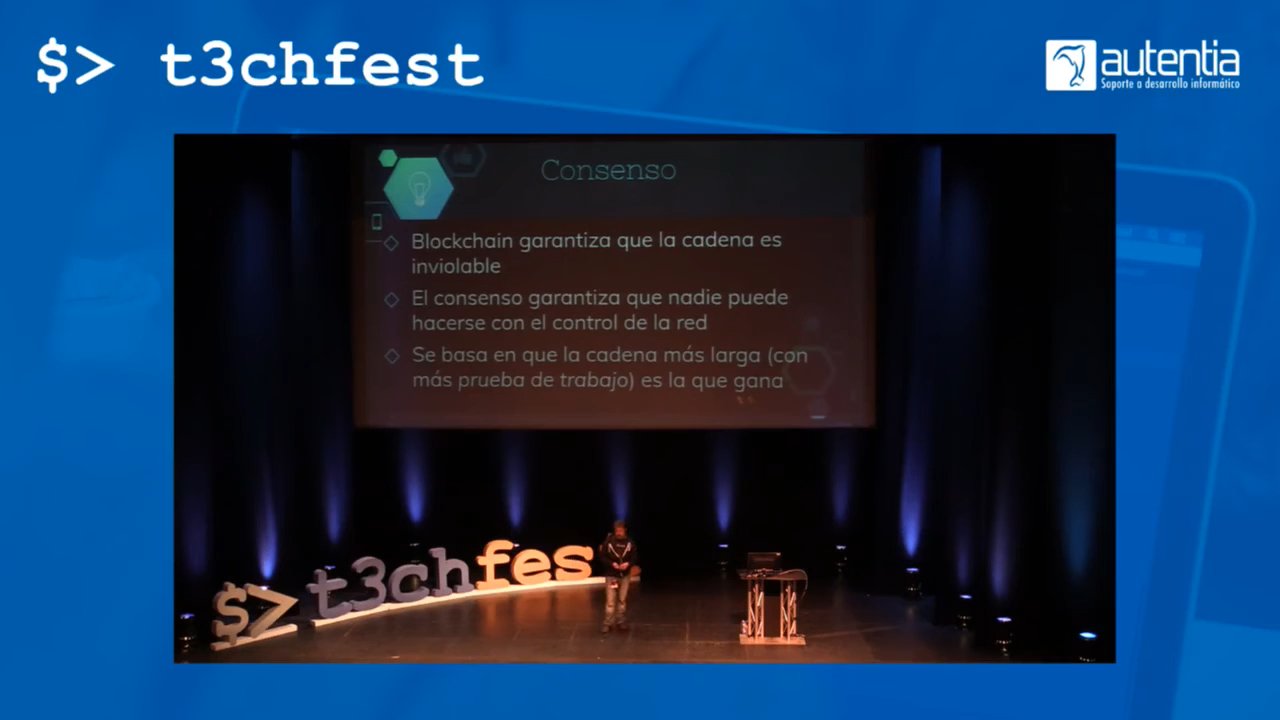 $> t3chfest
autentia
Soporte a desarrollo informático
Consenso
Blockchain garantiza que la cadena es
inviolable
El consenso garantiza que nadie puede
hacerse con el control de la red
Se basa en que la cadena más larga (con
más prueba de trabajo) es la que gana
$> t3chfes